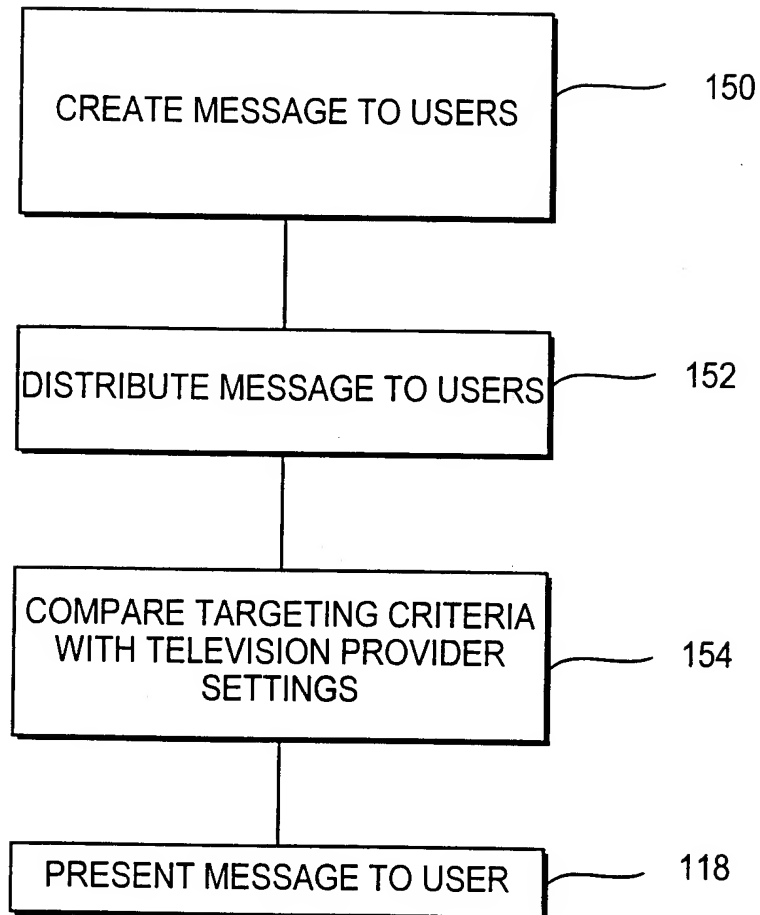 CREATE MESSAGE TO USERS
150
DISTRIBUTE MESSAGE TO USERS
152
COMPARE TARGETING CRITERIA
WITH TELEVISION PROVIDER
SETTINGS
154
PRESENT MESSAGE TO USER
118